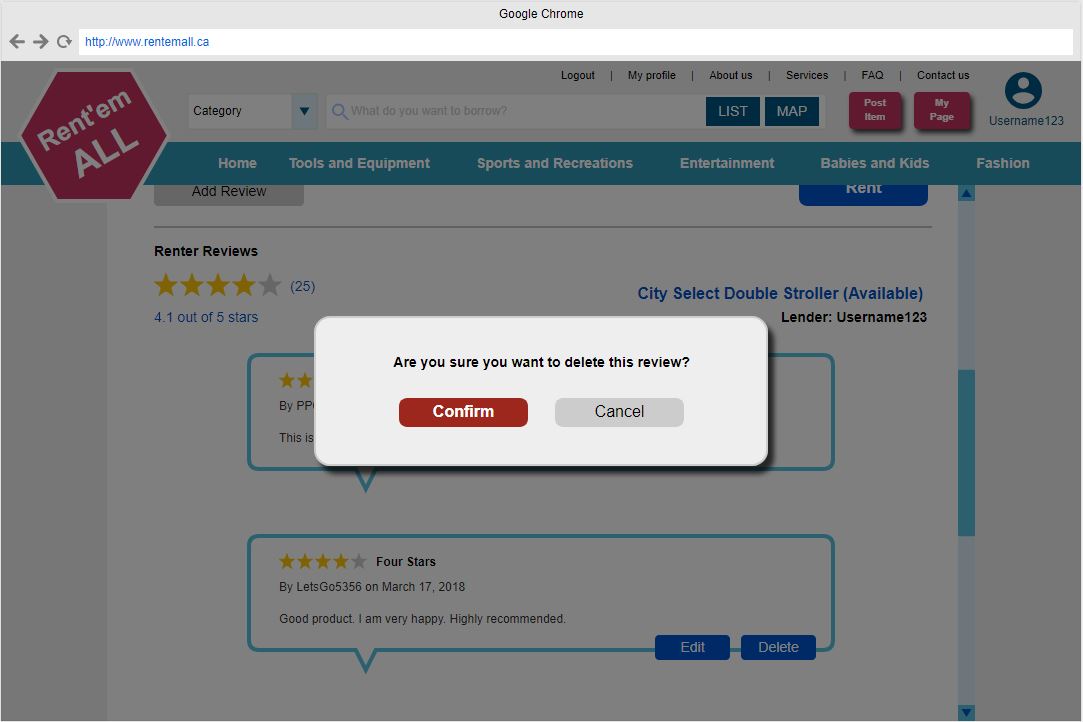 Google Chrome
http://www.rentemall.ca
Logout | My profile | About us | Services | FAQ | Contact us
Rent'em
ALL
Category
What do you want to borrow?
LIST
MAP
Post
Item
My
Page
Username123
Home Tools and Equipment Sports and Recreations Entertainment Babies and Kids Fashion
Add Review
Rent
Renter Reviews
(25)
4.1 out of 5 stars
City Select Double Stroller (Available)
Lender: Username123
Are you sure you want to delete this review?
Confirm
Cancel
By
This is
Four Stars
By LetsGo5356 on March 17, 2018
Good product. I am very happy. Highly recommended.
Edit
Delete